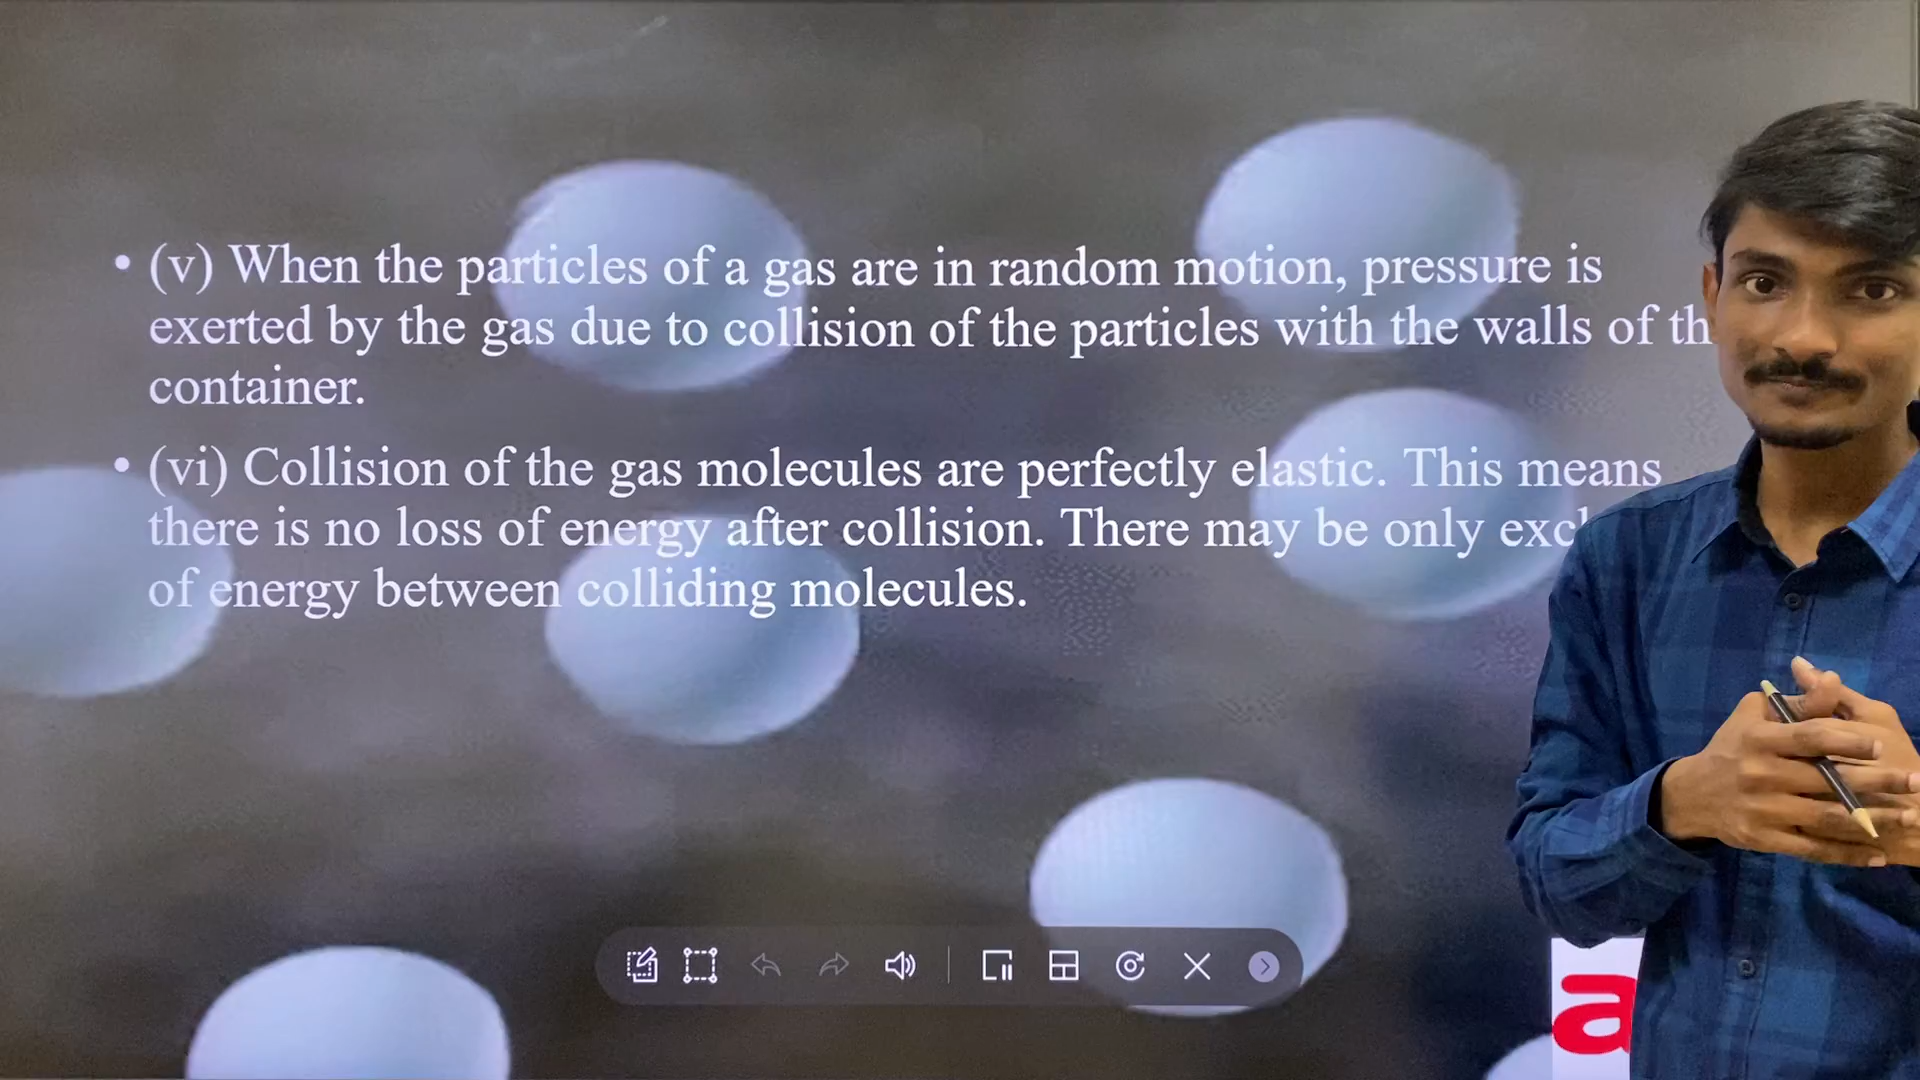 • (v) When the particles of a gas are in random motion, pressure is
exerted by the gas due to collision of the particles with the walls of
container.
• (vi) Collision of the gas molecules are perfectly elastic. This means
there is no loss of energy after collision. There may be only
of energy between colliding molecules.
a